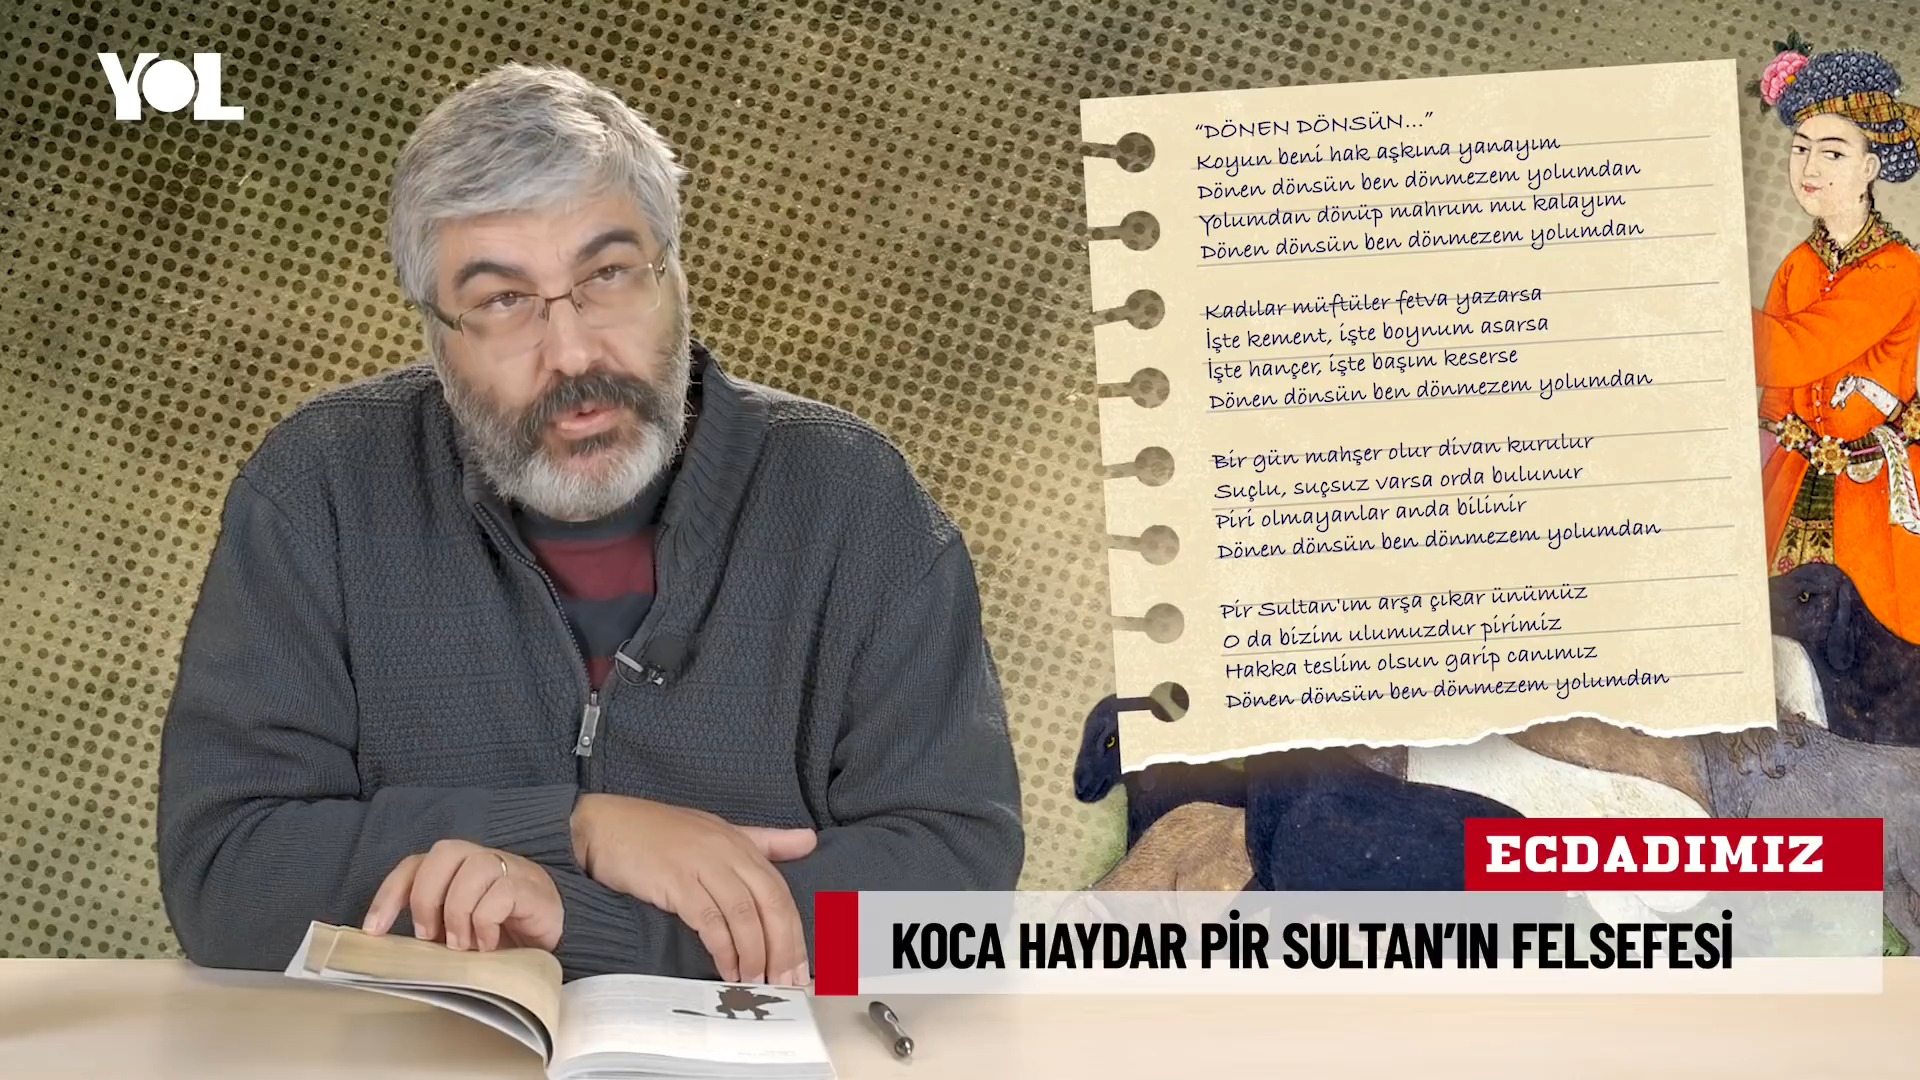 YOL
“DÖNEN DÖNSÜN...”
Koyun beni hak aşkına yanayım
Dönen dönsün ben dönmezem yolumdan
Yolumdan dönüp mahrum mu kalayım
Dönen dönsün ben dönmezem yolumdan
Kadılar müftüler fetva yazarsa
İşte kement, işte boynum asarsa
İşte hançer, işte başım keserse
Dönen dönsün ben dönmezem yolumdan
Bir gün mahşer olur divan kurulur
Suçlu, suçsuz varsa orda bulunur
Piri olmayanlar anda bilinir
Dönen dönsün ben dönmezem yolumdan
Pir Sultan'ım arşa çıkar ünümüz
O da bizim ulumuzdur pirimiz
Hakka teslim olsun garip canımız
Dönen dönsün ben dönmezem yolumdan
ECDADIMIZ
KOCA HAYDAR PİR SULTAN’IN FELSEFESİ